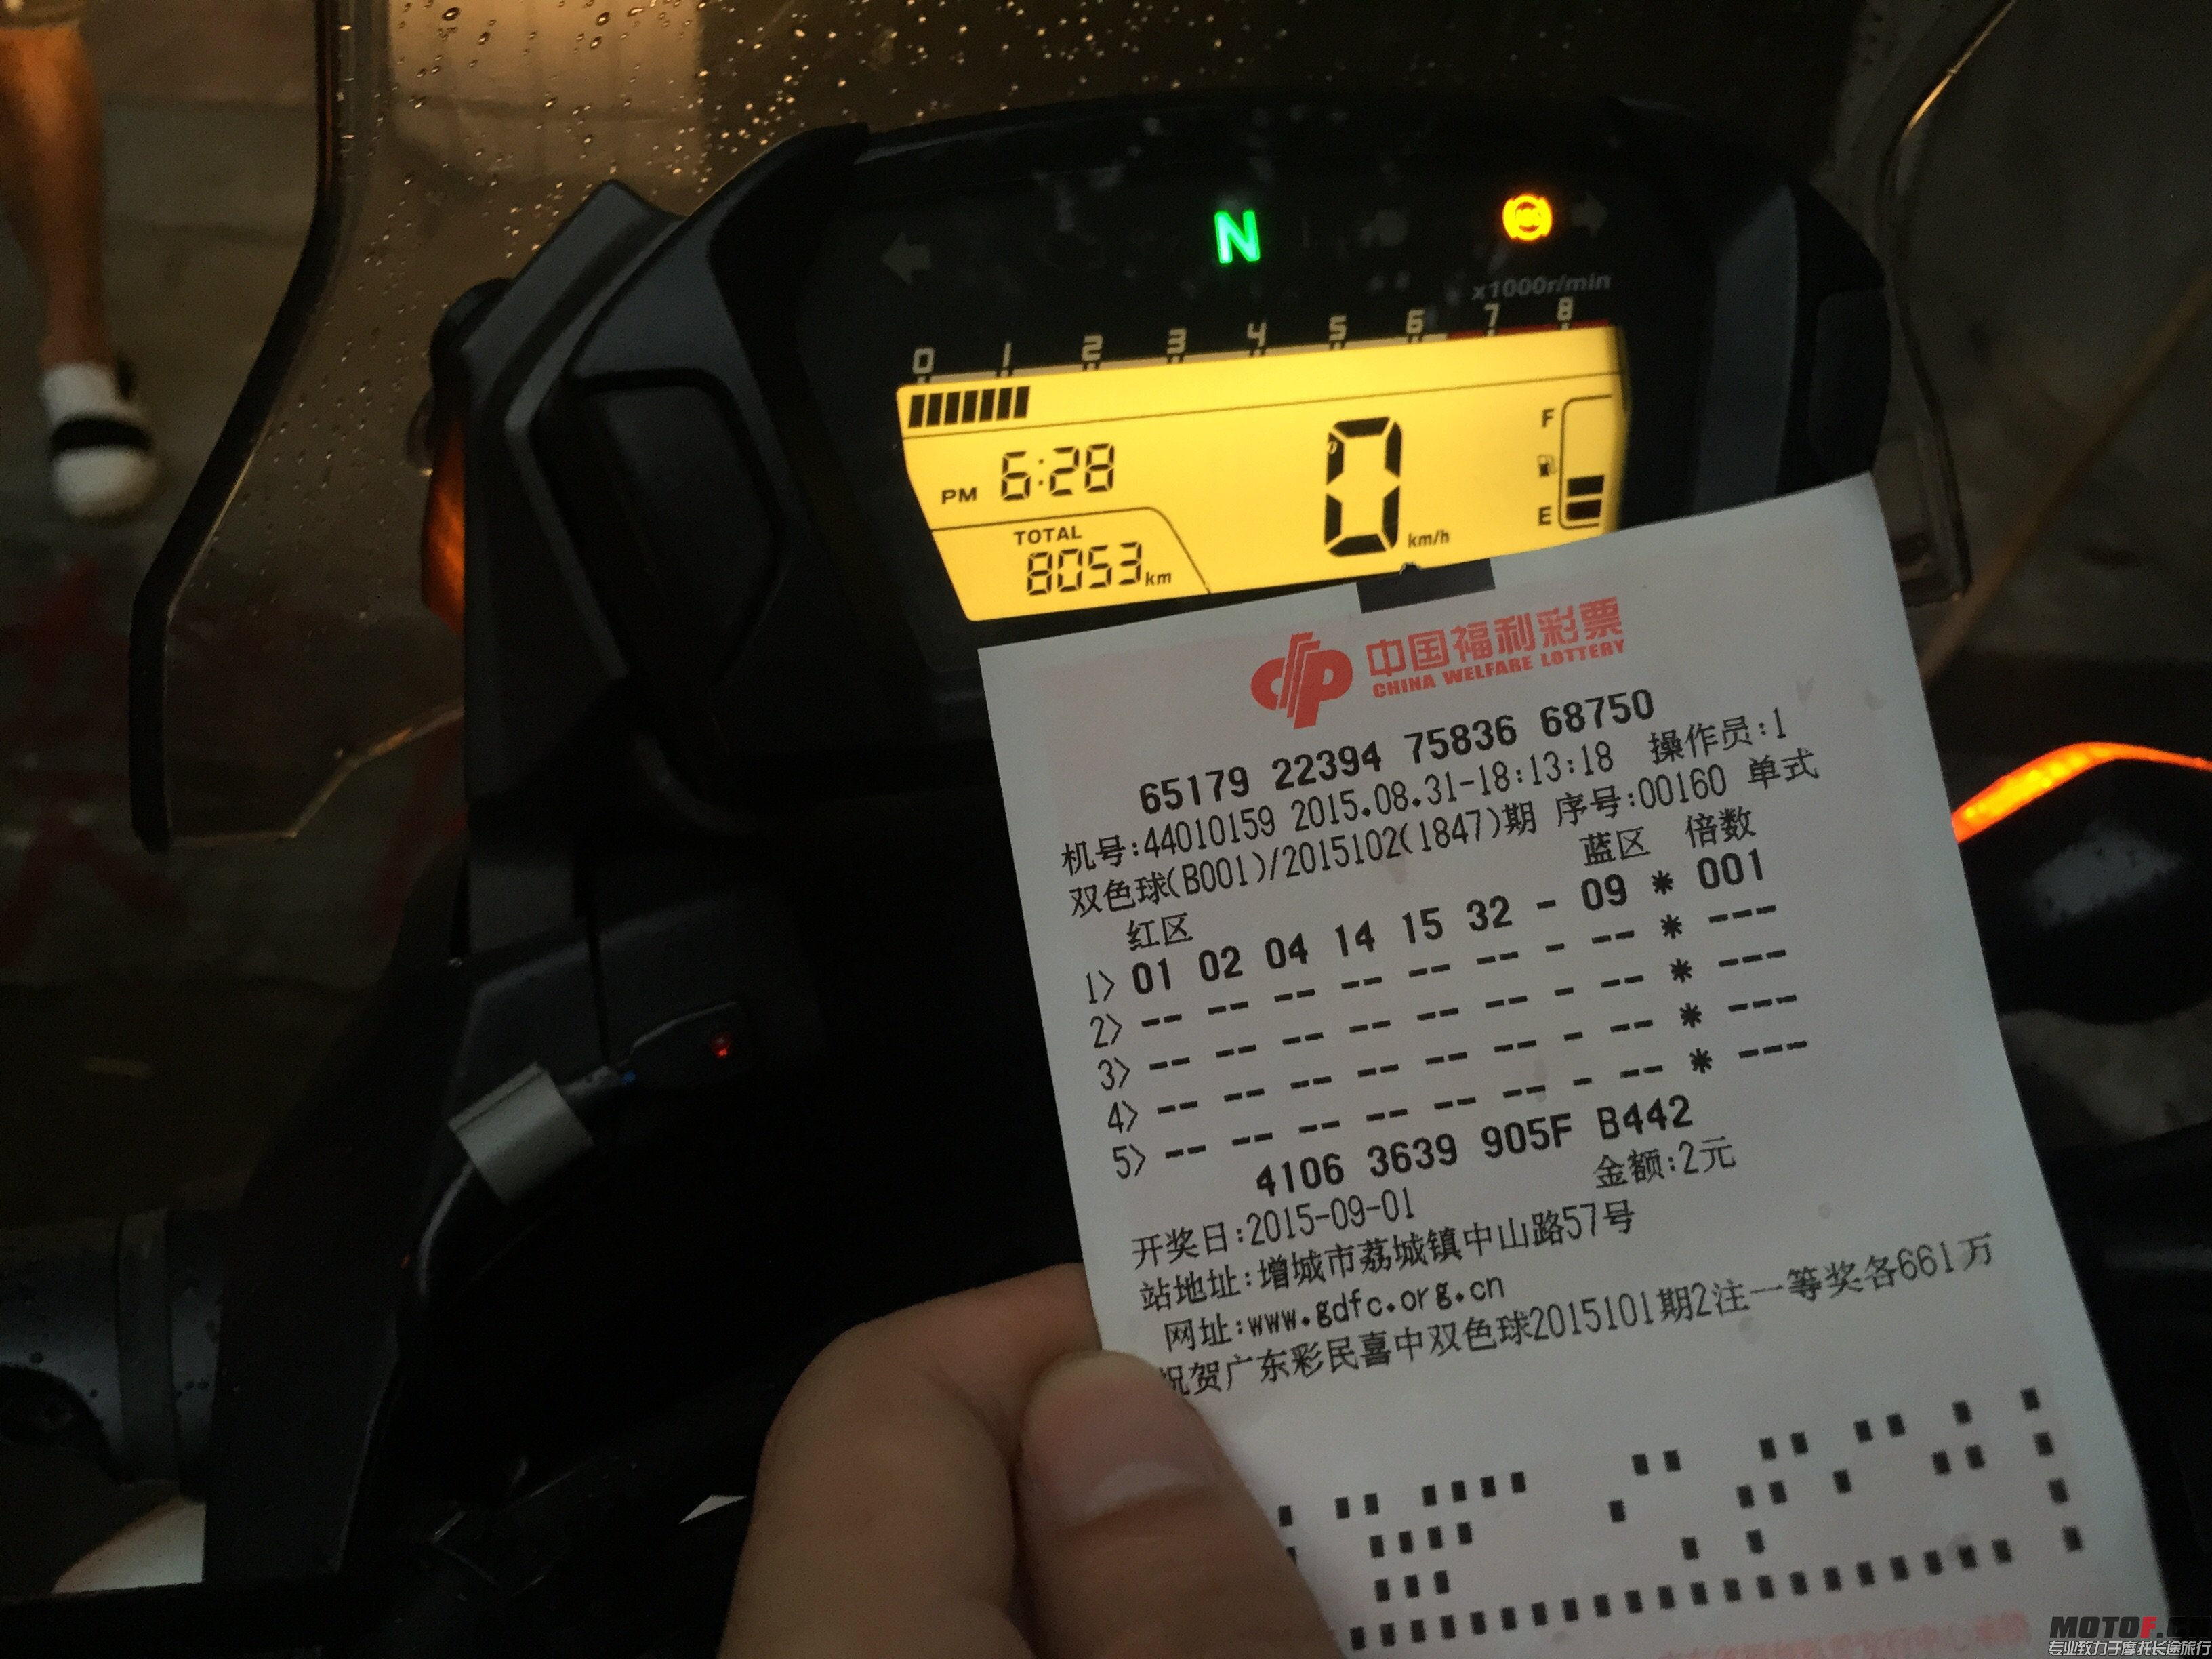 N
ABS
x1000r/min
0 1 2 3 4 5 6 7 8
PM 6:28
0 km/h
F
E
TOTAL
8053 km
中国福利彩票
CHINA WELFARE LOTTERY
65179 22394 75836 68750
机号:44010159 2015.08.31-18:13:18 操作员:1
双色球(B001)/2015102(1847)期 序号:00160 单式
红区 蓝区 倍数
1> 01 02 04 14 15 32 - 09 * 001
2> -- -- -- -- -- -- - -- * ---
3> -- -- -- -- -- -- - -- * ---
4> -- -- -- -- -- -- - -- * ---
5> -- -- -- -- -- -- - -- * ---
4106 3639 905F B442
开奖日:2015-09-01 金额:2元
站地址:增城市荔城镇中山路57号
网址:www.gdfc.org.cn
祝贺广东彩民喜中双色球2015101期2注一等奖各661万
专业致力于摩托长途旅行